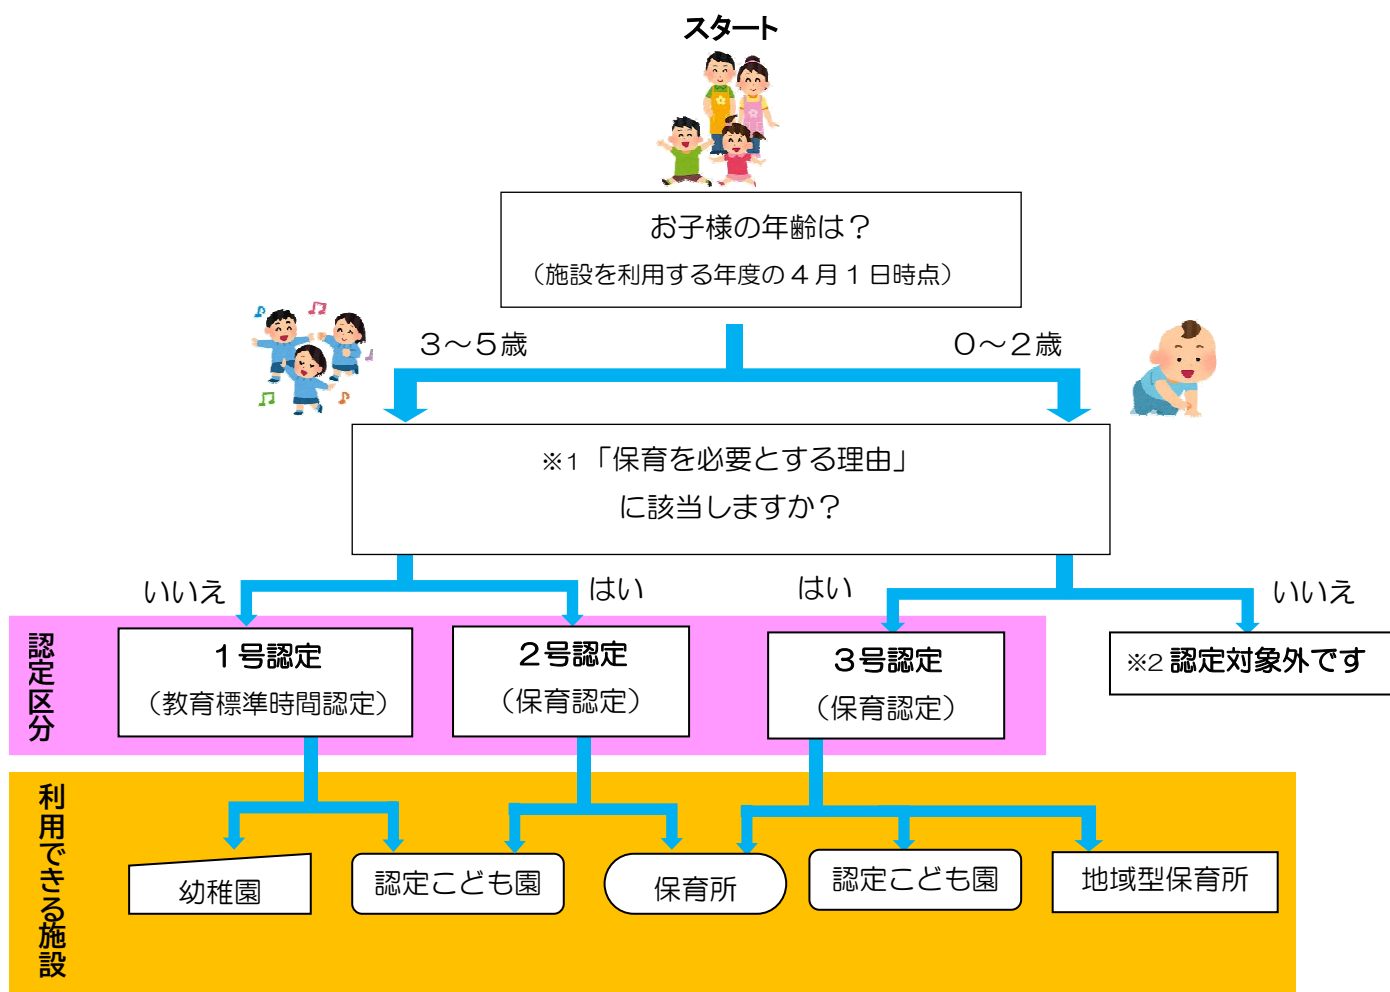 スタート
お子様の年齢は？
（施設を利用する年度の４月１日時点）
３～５歳
０～２歳
※1「保育を必要とする理由」
に該当しますか？
いいえ
はい
はい
いいえ
認定区分
１号認定
（教育標準時間認定）
２号認定
（保育認定）
３号認定
（保育認定）
※2 認定対象外です
利用できる施設
幼稚園
認定こども園
保育所
認定こども園
地域型保育所